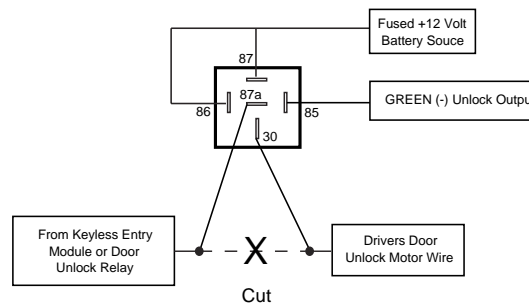 Fused +12 Volt
Battery Souce
87
87a
86
85
GREEN (-) Unlock Output
30
From Keyless Entry
Module or Door
Unlock Relay
X
Drivers Door
Unlock Motor Wire
Cut